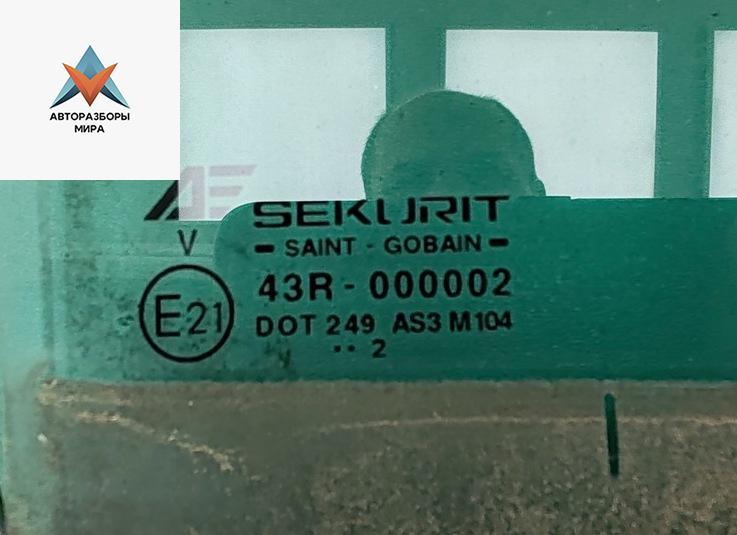 АВТОРАЗБОРЫ
МИРА
SEKURIT
V
- SAINT - GOBAIN -
E21
43R - 000002
DOT 249 AS3 M104
.. 2